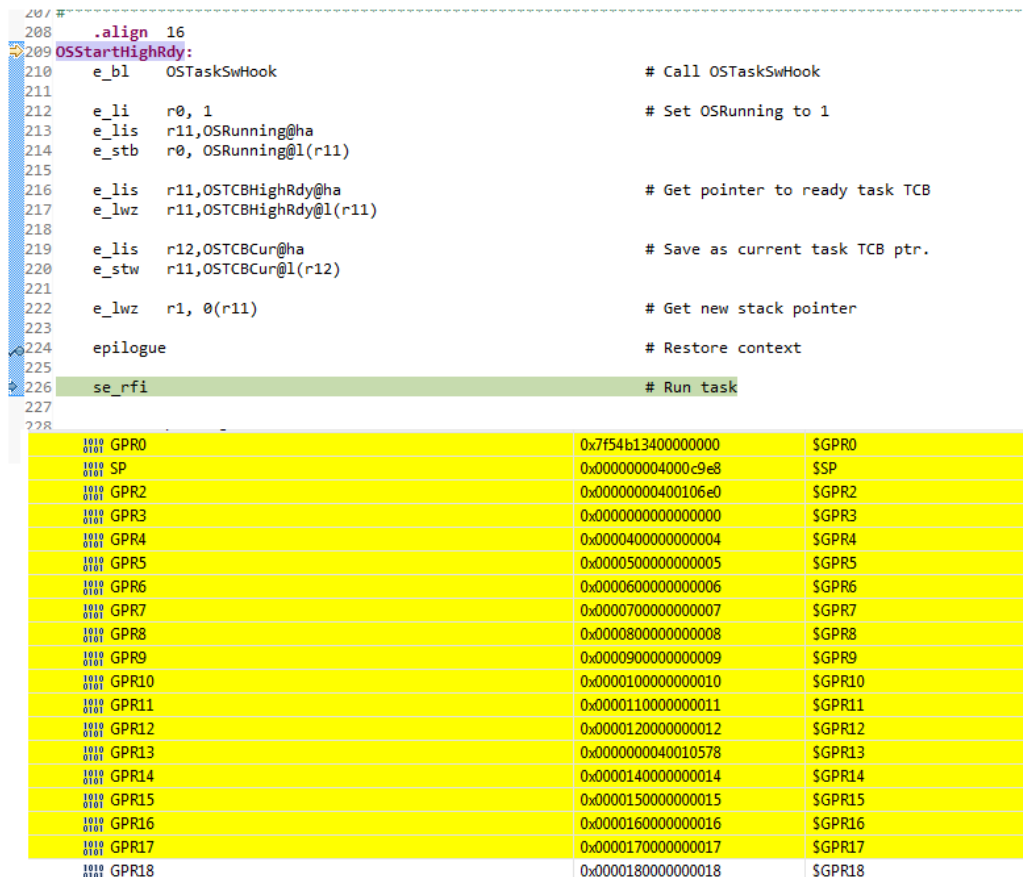 207 #
208 .align 16
209 OSStartHighRdy:
210 e_bl OSTaskSwHook # Call OSTaskSwHook
211
212 e_li r0, 1 # Set OSRunning to 1
213 e_lis r11,OSRunning@ha
214 e_stb r0, OSRunning@l(r11)
215
216 e_lis r11,OSTCBHighRdy@ha # Get pointer to ready task TCB
217 e_lwz r11,OSTCBHighRdy@l(r11)
218
219 e_lis r12,OSTCBCur@ha # Save as current task TCB ptr.
220 e_stw r11,OSTCBCur@l(r12)
221
222 e_lwz r1, 0(r11) # Get new stack pointer
223
224 epilogue # Restore context
225
226 se_rfi # Run task
227
228
GPR0 0x7f54b13400000000 $GPR0
SP 0x000000004000c9e8 $SP
GPR2 0x00000000400106e0 $GPR2
GPR3 0x0000000000000000 $GPR3
GPR4 0x0000400000000004 $GPR4
GPR5 0x0000500000000005 $GPR5
GPR6 0x0000600000000006 $GPR6
GPR7 0x0000700000000007 $GPR7
GPR8 0x0000800000000008 $GPR8
GPR9 0x0000900000000009 $GPR9
GPR10 0x0000100000000010 $GPR10
GPR11 0x0000110000000011 $GPR11
GPR12 0x0000120000000012 $GPR12
GPR13 0x0000000040010578 $GPR13
GPR14 0x0000140000000014 $GPR14
GPR15 0x0000150000000015 $GPR15
GPR16 0x0000160000000016 $GPR16
GPR17 0x0000170000000017 $GPR17
GPR18 0x0000180000000018 $GPR18